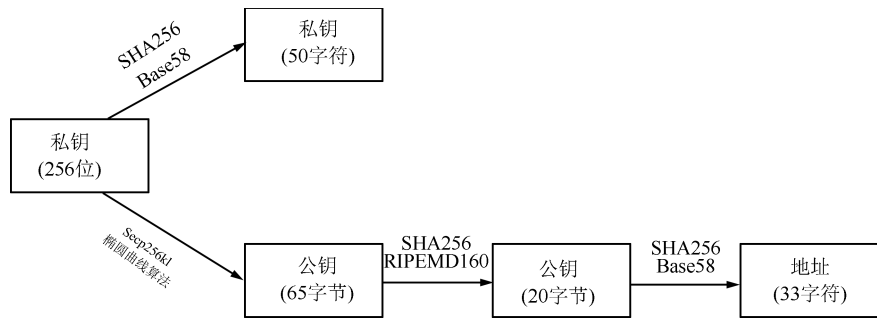 私钥
(50字符)
SHA256
Base58
私钥
(256位)
Secp256kl
椭圆曲线算法
公钥
(65字节)
SHA256
RIPEMD160
公钥
(20字节)
SHA256
Base58
地址
(33字符)